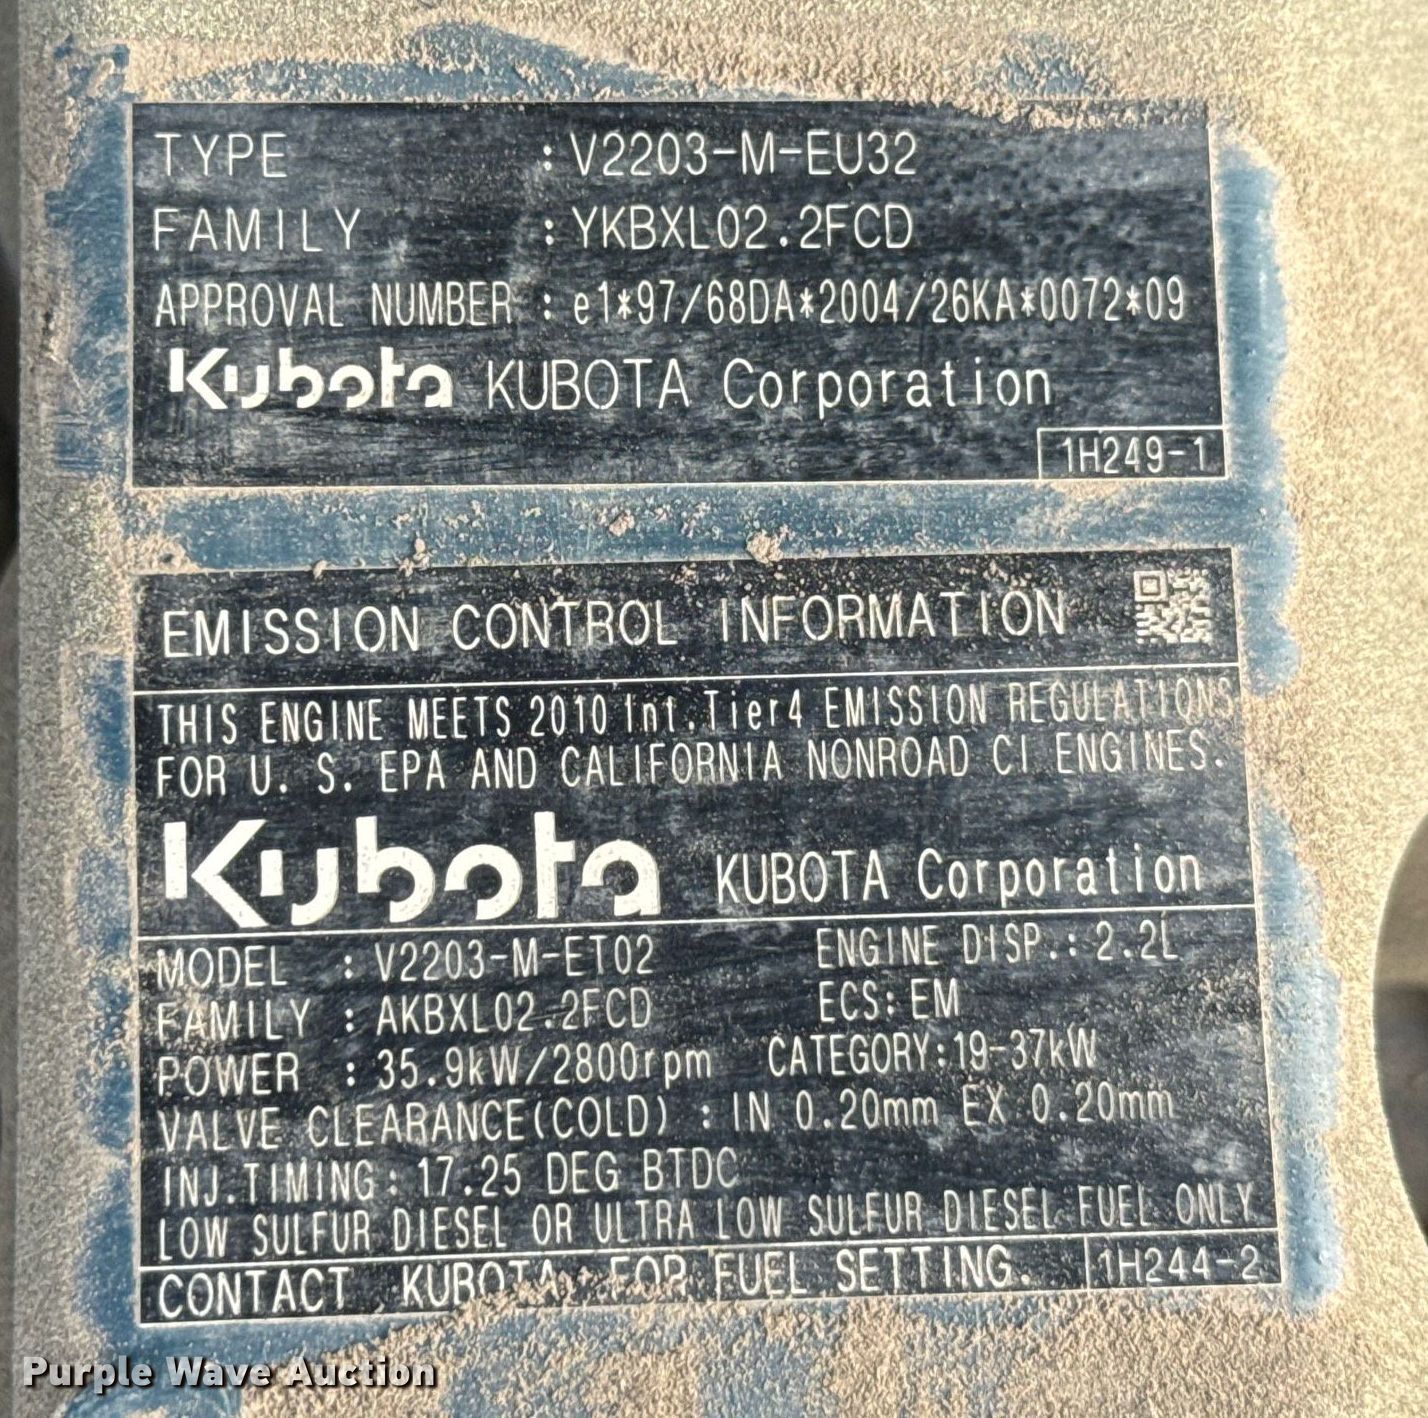 TYPE : V2203-M-EU32
FAMILY : YKBXL02.2FCD
APPROVAL NUMBER : e1*97/68DA*2004/26KA*0072*09
Kubota KUBOTA Corporation
1H249-1
EMISSION CONTROL INFORMATION
THIS ENGINE MEETS 2010 Int.Tier4 EMISSION REGULATIONS
FOR U. S. EPA AND CALIFORNIA NONROAD CI ENGINES.
Kubota KUBOTA Corporation
MODEL : V2203-M-ET02 ENGINE DISP.: 2.2L
FAMILY : AKBXL02.2FCD ECS: EM
POWER : 35.9kW/2800rpm CATEGORY:19-37kW
VALVE CLEARANCE(COLD) : IN 0.20mm EX 0.20mm
INJ.TIMING: 17.25 DEG BTDC
LOW SULFUR DIESEL OR ULTRA LOW SULFUR DIESEL FUEL ONLY
CONTACT KUBOTA FOR FUEL SETTING. 1H244-2
Purple Wave Auction